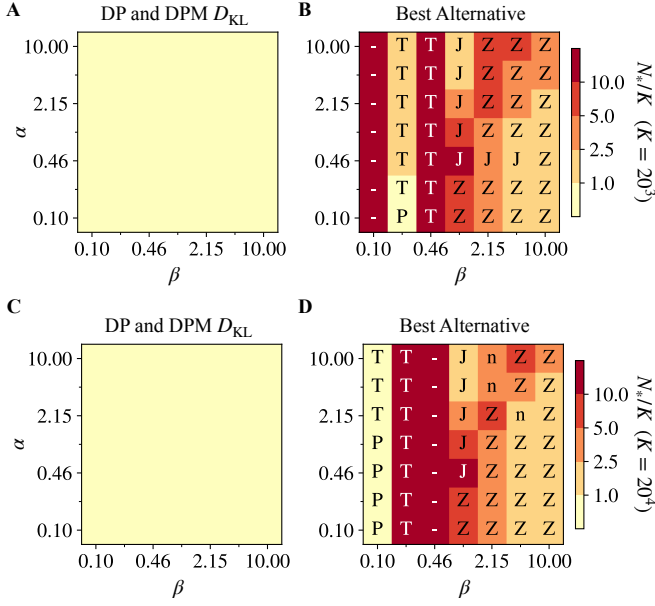 A
DP and DPM D_KL
10.00
2.15
0.46
0.10
α
0.10 0.46 2.15 10.00
β
B
Best Alternative
- T T J Z Z Z
- T T J Z Z Z
- T T J Z Z Z
- T T J Z Z Z
- T T J J J Z
- T T Z Z Z Z
- P T Z Z Z Z
10.00
2.15
0.46
0.10
0.10 0.46 2.15 10.00
β
10.0
5.0
2.5
1.0
N_*/K (K = 20^3)
C
DP and DPM D_KL
10.00
2.15
0.46
0.10
α
0.10 0.46 2.15 10.00
β
D
Best Alternative
T T - J n Z Z
T T - J n Z Z
T T - J Z n Z
P T - J Z Z Z
P T - J Z Z Z
P T - Z Z Z Z
P T - Z Z Z Z
10.00
2.15
0.46
0.10
0.10 0.46 2.15 10.00
β
10.0
5.0
2.5
1.0
N_*/K (K = 20^4)